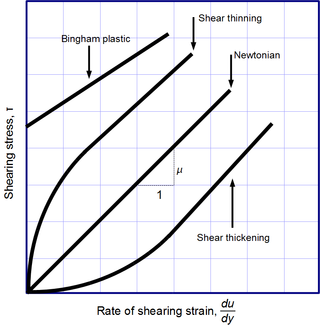 Shear thinning
Bingham plastic
Newtonian
μ
1
Shear thickening
Shearing stress, τ
Rate of shearing strain, du/dy